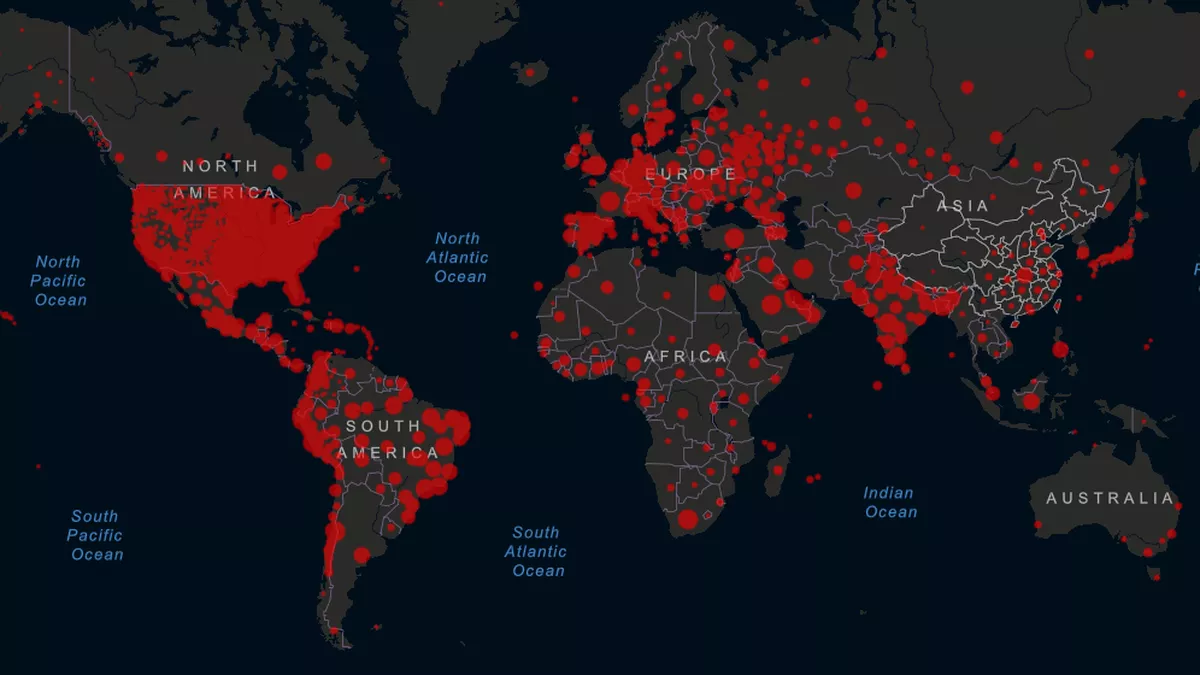 NORTH
AMERICA
EUROPE
ASIA
North
Pacific
Ocean
North
Atlantic
Ocean
P
AFRICA
SOUTH
AMERICA
Indian
Ocean
AUSTRALIA
South
Pacific
Ocean
South
Atlantic
Ocean